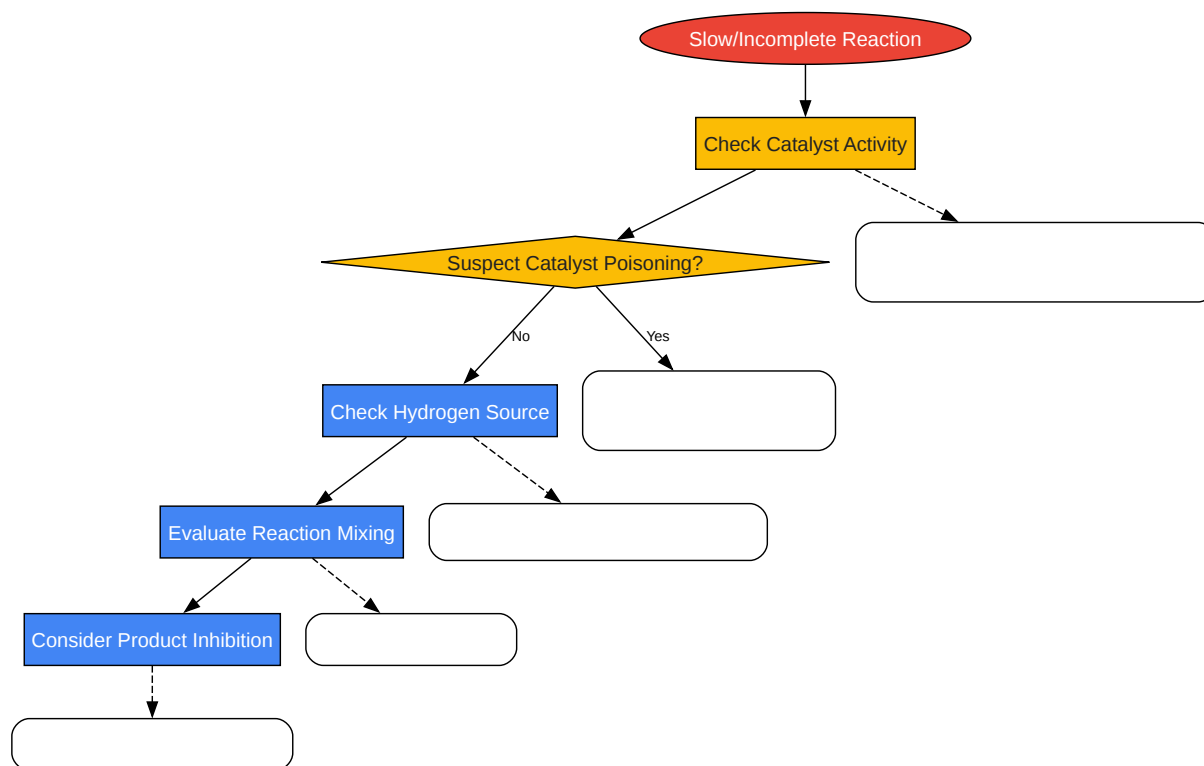 Slow/Incomplete Reaction
Check Catalyst Activity
Suspect Catalyst Poisoning?
No
Yes
Check Hydrogen Source
Evaluate Reaction Mixing
Consider Product Inhibition